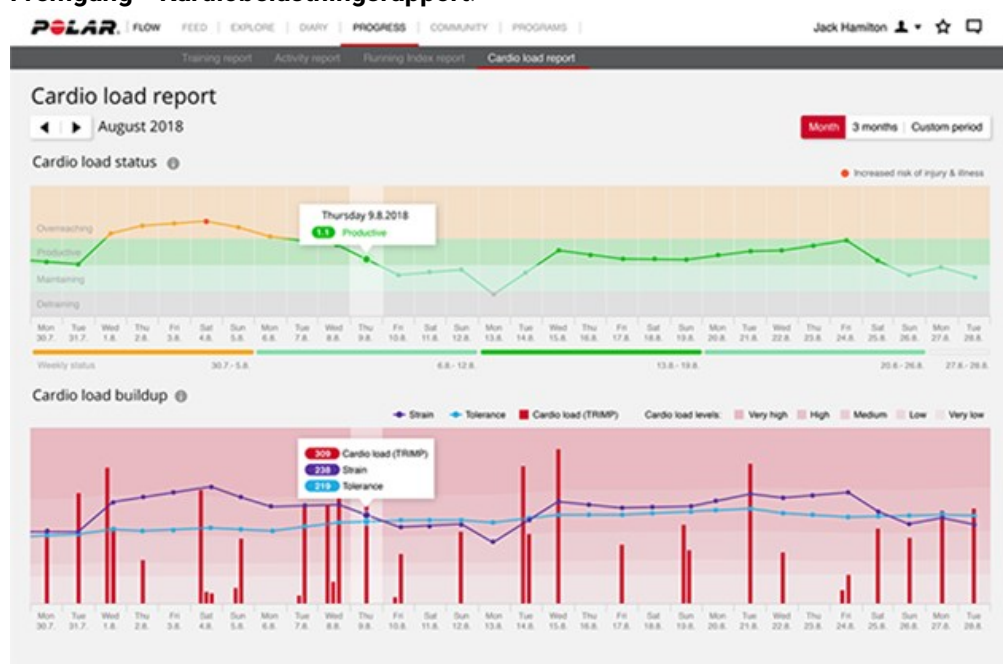 Fremgang – Kardiobelastningsrapport
POLAR. FLOW FEED EXPLORE DIARY PROGRESS COMMUNITY PROGRAMS Jack Hamilton
Training report Activity report Running Index report Cardio load report
Cardio load report
August 2018 Month 3 months Custom period
Cardio load status
Increased risk of injury & illness
Thursday 9.8.2018
1.1 Productive
Overreaching
Productive
Maintaining
Detraining
Mon Tue Wed Thu Fri Sat Sun Mon Tue Wed Thu Fri Sat Sun Mon Tue Wed Thu Fri Sat Sun Mon Tue Wed Thu Fri Sat Sun Mon Tue
30.7. 31.7. 1.8. 2.8. 3.8. 4.8. 5.8. 6.8. 7.8. 8.8. 9.8. 10.8. 11.8. 12.8. 13.8. 14.8. 15.8. 16.8. 17.8. 18.8. 19.8. 20.8. 21.8. 22.8. 23.8. 24.8. 25.8. 26.8. 27.8. 28.8.
Weekly status 30.7.- 5.8. 6.8.- 12.8. 13.8.- 19.8. 20.8.- 26.8. 27.8.- 28.8.
Cardio load buildup
Strain Tolerance Cardio load (TRIMP) Cardio load levels: Very high High Medium Low Very low
309 Cardio load (TRIMP)
238 Strain
219 Tolerance
Mon Tue Wed Thu Fri Sat Sun Mon Tue Wed Thu Fri Sat Sun Mon Tue Wed Thu Fri Sat Sun Mon Tue Wed Thu Fri Sat Sun Mon Tue
30.7. 31.7. 1.8. 2.8. 3.8. 4.8. 5.8. 6.8. 7.8. 8.8. 9.8. 10.8. 11.8. 12.8. 13.8. 14.8. 15.8. 16.8. 17.8. 18.8. 19.8. 20.8. 21.8. 22.8. 23.8. 24.8. 25.8. 26.8. 27.8. 28.8.